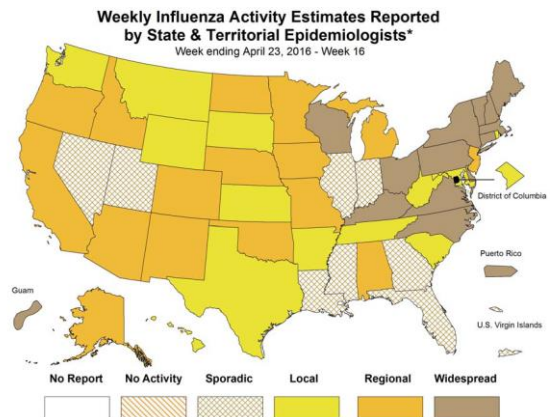 Weekly Influenza Activity Estimates Reported
by State & Territorial Epidemiologists*
Week ending April 23, 2016 - Week 16
District of Columbia
Puerto Rico
Guam
U.S. Virgin Islands
No Report No Activity Sporadic Local Regional Widespread